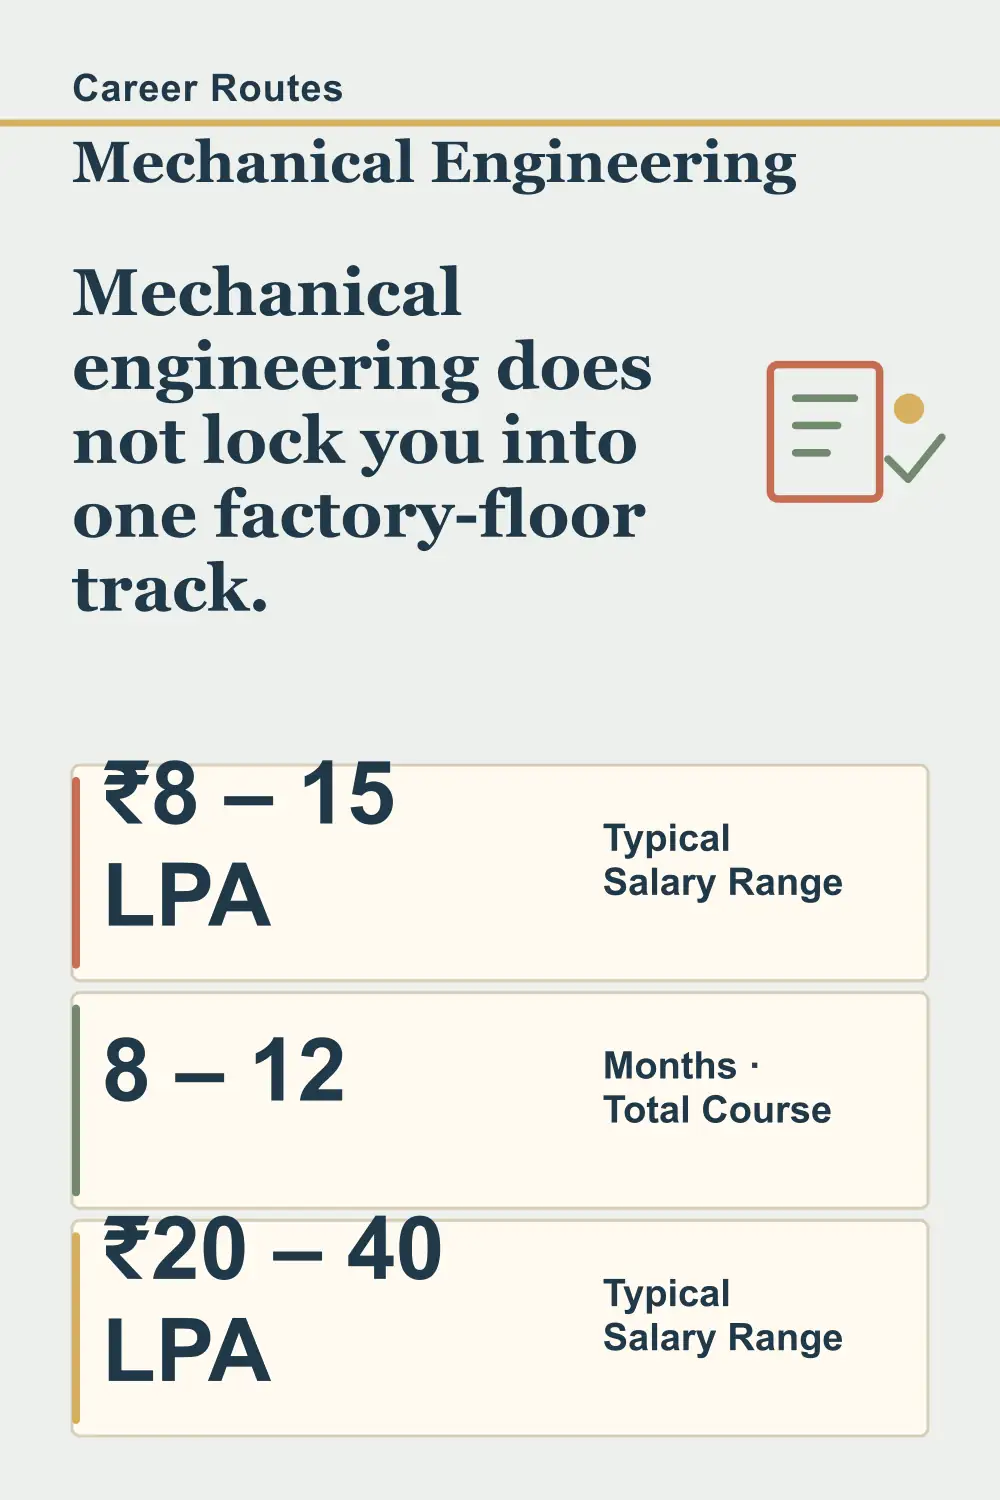 Career Routes
Mechanical Engineering
Mechanical
engineering does
not lock you into
one factory-floor
track.
₹8 – 15
LPA
Typical
Salary Range
8 – 12
Months ·
Total Course
₹20 – 40
LPA
Typical
Salary Range